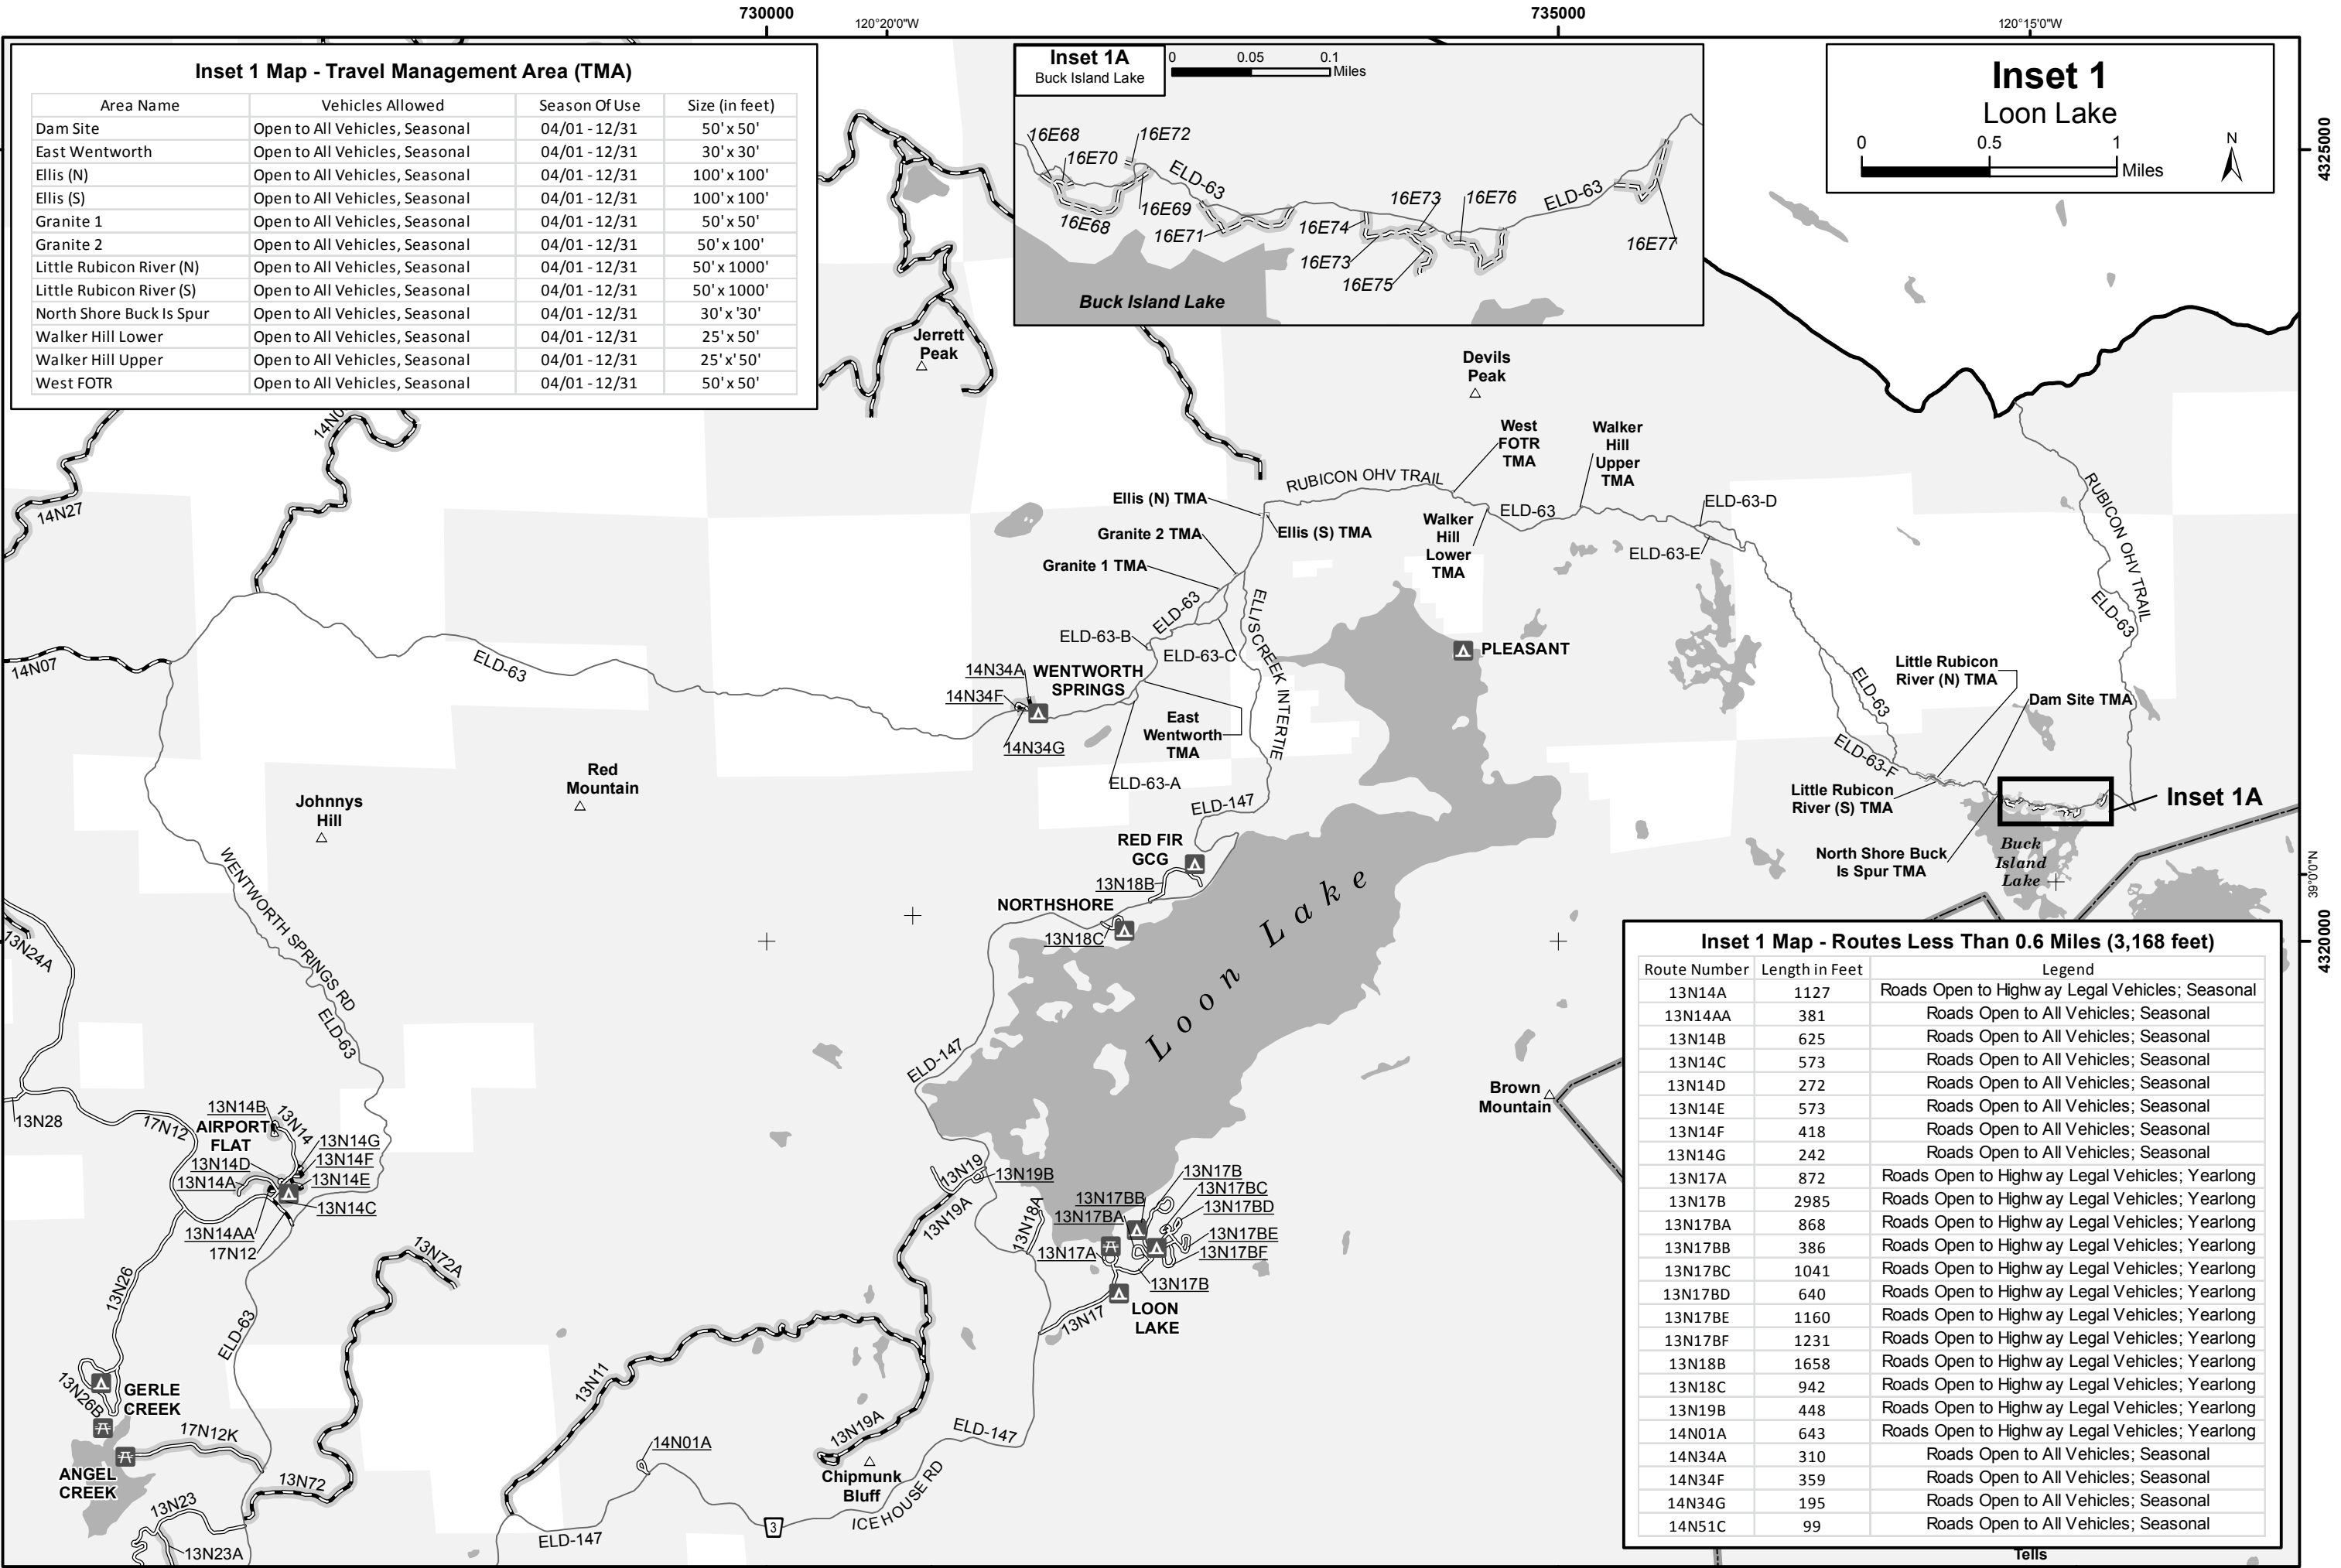 730000
120°20'0"W
735000
120°15'0"W
Inset 1 Map - Travel Management Area (TMA)
Area Name Vehicles Allowed Season Of Use Size (in feet)
Dam Site Open to All Vehicles, Seasonal 04/01 - 12/31 50' x 50'
East Wentworth Open to All Vehicles, Seasonal 04/01 - 12/31 30' x 30'
Ellis (N) Open to All Vehicles, Seasonal 04/01 - 12/31 100' x 100'
Ellis (S) Open to All Vehicles, Seasonal 04/01 - 12/31 100' x 100'
Granite 1 Open to All Vehicles, Seasonal 04/01 - 12/31 50' x 50'
Granite 2 Open to All Vehicles, Seasonal 04/01 - 12/31 50' x 100'
Little Rubicon River (N) Open to All Vehicles, Seasonal 04/01 - 12/31 50' x 1000'
Little Rubicon River (S) Open to All Vehicles, Seasonal 04/01 - 12/31 50' x 1000'
North Shore Buck Is Spur Open to All Vehicles, Seasonal 04/01 - 12/31 30' x '30'
Walker Hill Lower Open to All Vehicles, Seasonal 04/01 - 12/31 25' x 50'
Walker Hill Upper Open to All Vehicles, Seasonal 04/01 - 12/31 25' x' 50'
West FOTR Open to All Vehicles, Seasonal 04/01 - 12/31 50' x 50'
Inset 1A
Buck Island Lake
0 0.05 0.1
Miles
16E68
16E70
16E72
ELD-63
16E69
16E68
16E71
16E74
16E73
16E76
ELD-63
16E73
16E75
16E77
Buck Island Lake
Inset 1
Loon Lake
0 0.5 1
Miles
N
4325000
Jerrett
Peak
Devils
Peak
14N27
14N07
West
FOTR
TMA
Walker
Hill
Upper
TMA
RUBICON OHV TRAIL
Ellis (N) TMA
Ellis (S) TMA
Granite 2 TMA
Granite 1 TMA
Walker
Hill
Lower
TMA
ELD-63
ELD-63-D
ELD-63-E
RUBICON OHV TRAIL
ELD-63
ELD-63
ELD-63-B
ELD-63-C
ELLIS CREEK INTERTIE
PLEASANT
ELD-63
14N34A
WENTWORTH
SPRINGS
14N34F
14N34G
East
Wentworth
TMA
ELD-63-A
ELD-147
ELD-63
ELD-63-F
Little Rubicon
River (N) TMA
Dam Site TMA
Little Rubicon
River (S) TMA
Inset 1A
North Shore Buck
Is Spur TMA
Buck
Island
Lake
39°0'0"N
4320000
Red
Mountain
Johnnys
Hill
WENTWORTH SPRINGS RD
ELD-63
RED FIR
GCG
13N18B
NORTHSHORE
13N18C
Loon Lake
ELD-147
13N24A
13N28
17N12
13N14B
13N14
AIRPORT
FLAT
13N14G
13N14F
13N14D
13N14E
13N14A
13N14C
13N14AA
17N12
13N26
13N72A
ELD-63
13N26B
GERLE
CREEK
17N12K
ANGEL
CREEK
13N72
13N23
13N23A
13N19
13N19B
13N19A
13N18A
13N17B
13N17BC
13N17BB
13N17BD
13N17BA
13N17BE
13N17A
13N17BF
13N17B
LOON
LAKE
13N17
13N11
13N19A
14N01A
Chipmunk
Bluff
ELD-147
ICE HOUSE RD
3
ELD-147
Brown
Mountain
Inset 1 Map - Routes Less Than 0.6 Miles (3,168 feet)
Route Number Length in Feet Legend
13N14A 1127 Roads Open to Highway Legal Vehicles; Seasonal
13N14AA 381 Roads Open to All Vehicles; Seasonal
13N14B 625 Roads Open to All Vehicles; Seasonal
13N14C 573 Roads Open to All Vehicles; Seasonal
13N14D 272 Roads Open to All Vehicles; Seasonal
13N14E 573 Roads Open to All Vehicles; Seasonal
13N14F 418 Roads Open to All Vehicles; Seasonal
13N14G 242 Roads Open to All Vehicles; Seasonal
13N17A 872 Roads Open to Highway Legal Vehicles; Yearlong
13N17B 2985 Roads Open to Highway Legal Vehicles; Yearlong
13N17BA 868 Roads Open to Highway Legal Vehicles; Yearlong
13N17BB 386 Roads Open to Highway Legal Vehicles; Yearlong
13N17BC 1041 Roads Open to Highway Legal Vehicles; Yearlong
13N17BD 640 Roads Open to Highway Legal Vehicles; Yearlong
13N17BE 1160 Roads Open to Highway Legal Vehicles; Yearlong
13N17BF 1231 Roads Open to Highway Legal Vehicles; Yearlong
13N18B 1658 Roads Open to Highway Legal Vehicles; Yearlong
13N18C 942 Roads Open to Highway Legal Vehicles; Yearlong
13N19B 448 Roads Open to Highway Legal Vehicles; Yearlong
14N01A 643 Roads Open to Highway Legal Vehicles; Yearlong
14N34A 310 Roads Open to All Vehicles; Seasonal
14N34F 359 Roads Open to All Vehicles; Seasonal
14N34G 195 Roads Open to All Vehicles; Seasonal
14N51C 99 Roads Open to All Vehicles; Seasonal
Tells